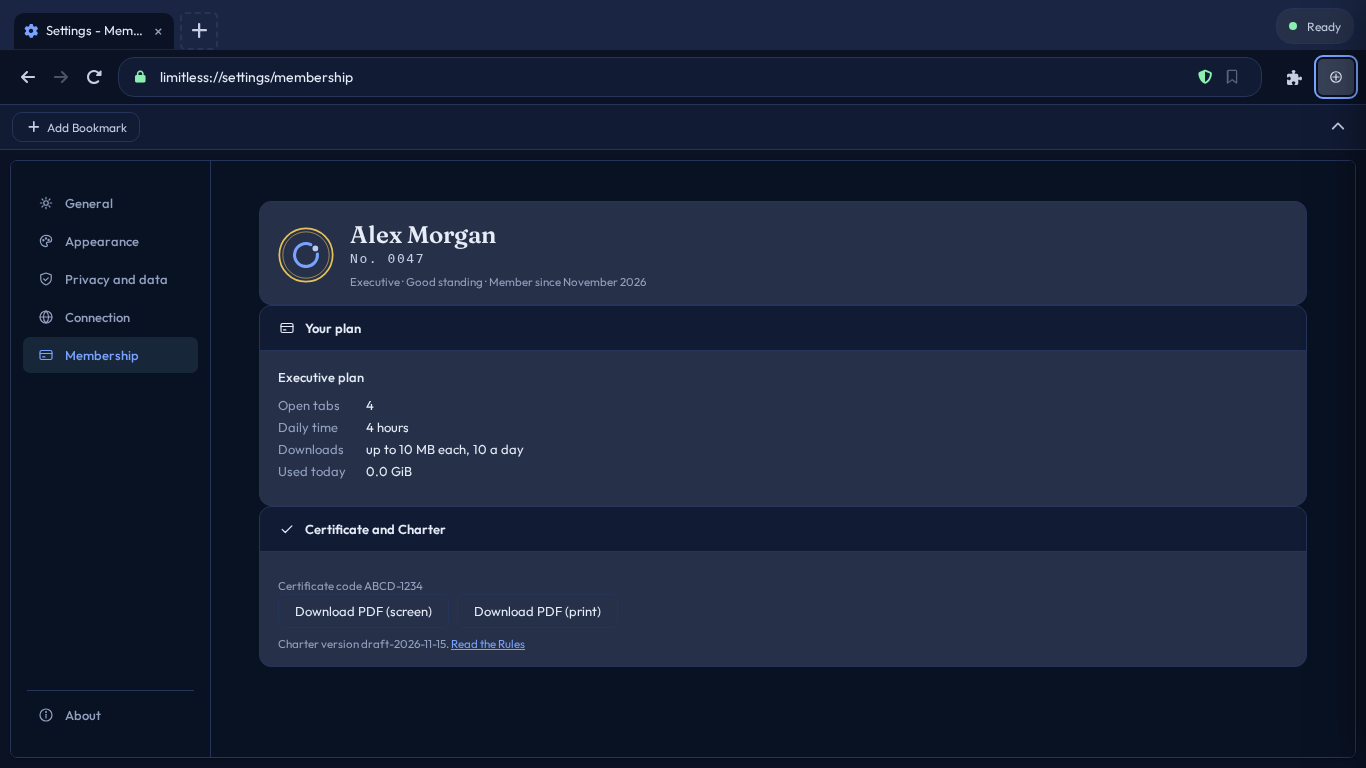 Settings - Mem...
Ready
limitless://settings/membership
Add Bookmark
General
Appearance
Privacy and data
Connection
Membership
About
Alex Morgan
No. 0047
Executive · Good standing · Member since November 2026
Your plan
Executive plan
Open tabs 4
Daily time 4 hours
Downloads up to 10 MB each, 10 a day
Used today 0.0 GiB
Certificate and Charter
Certificate code ABCD-1234
Download PDF (screen) Download PDF (print)
Charter version draft-2026-11-15. Read the Rules